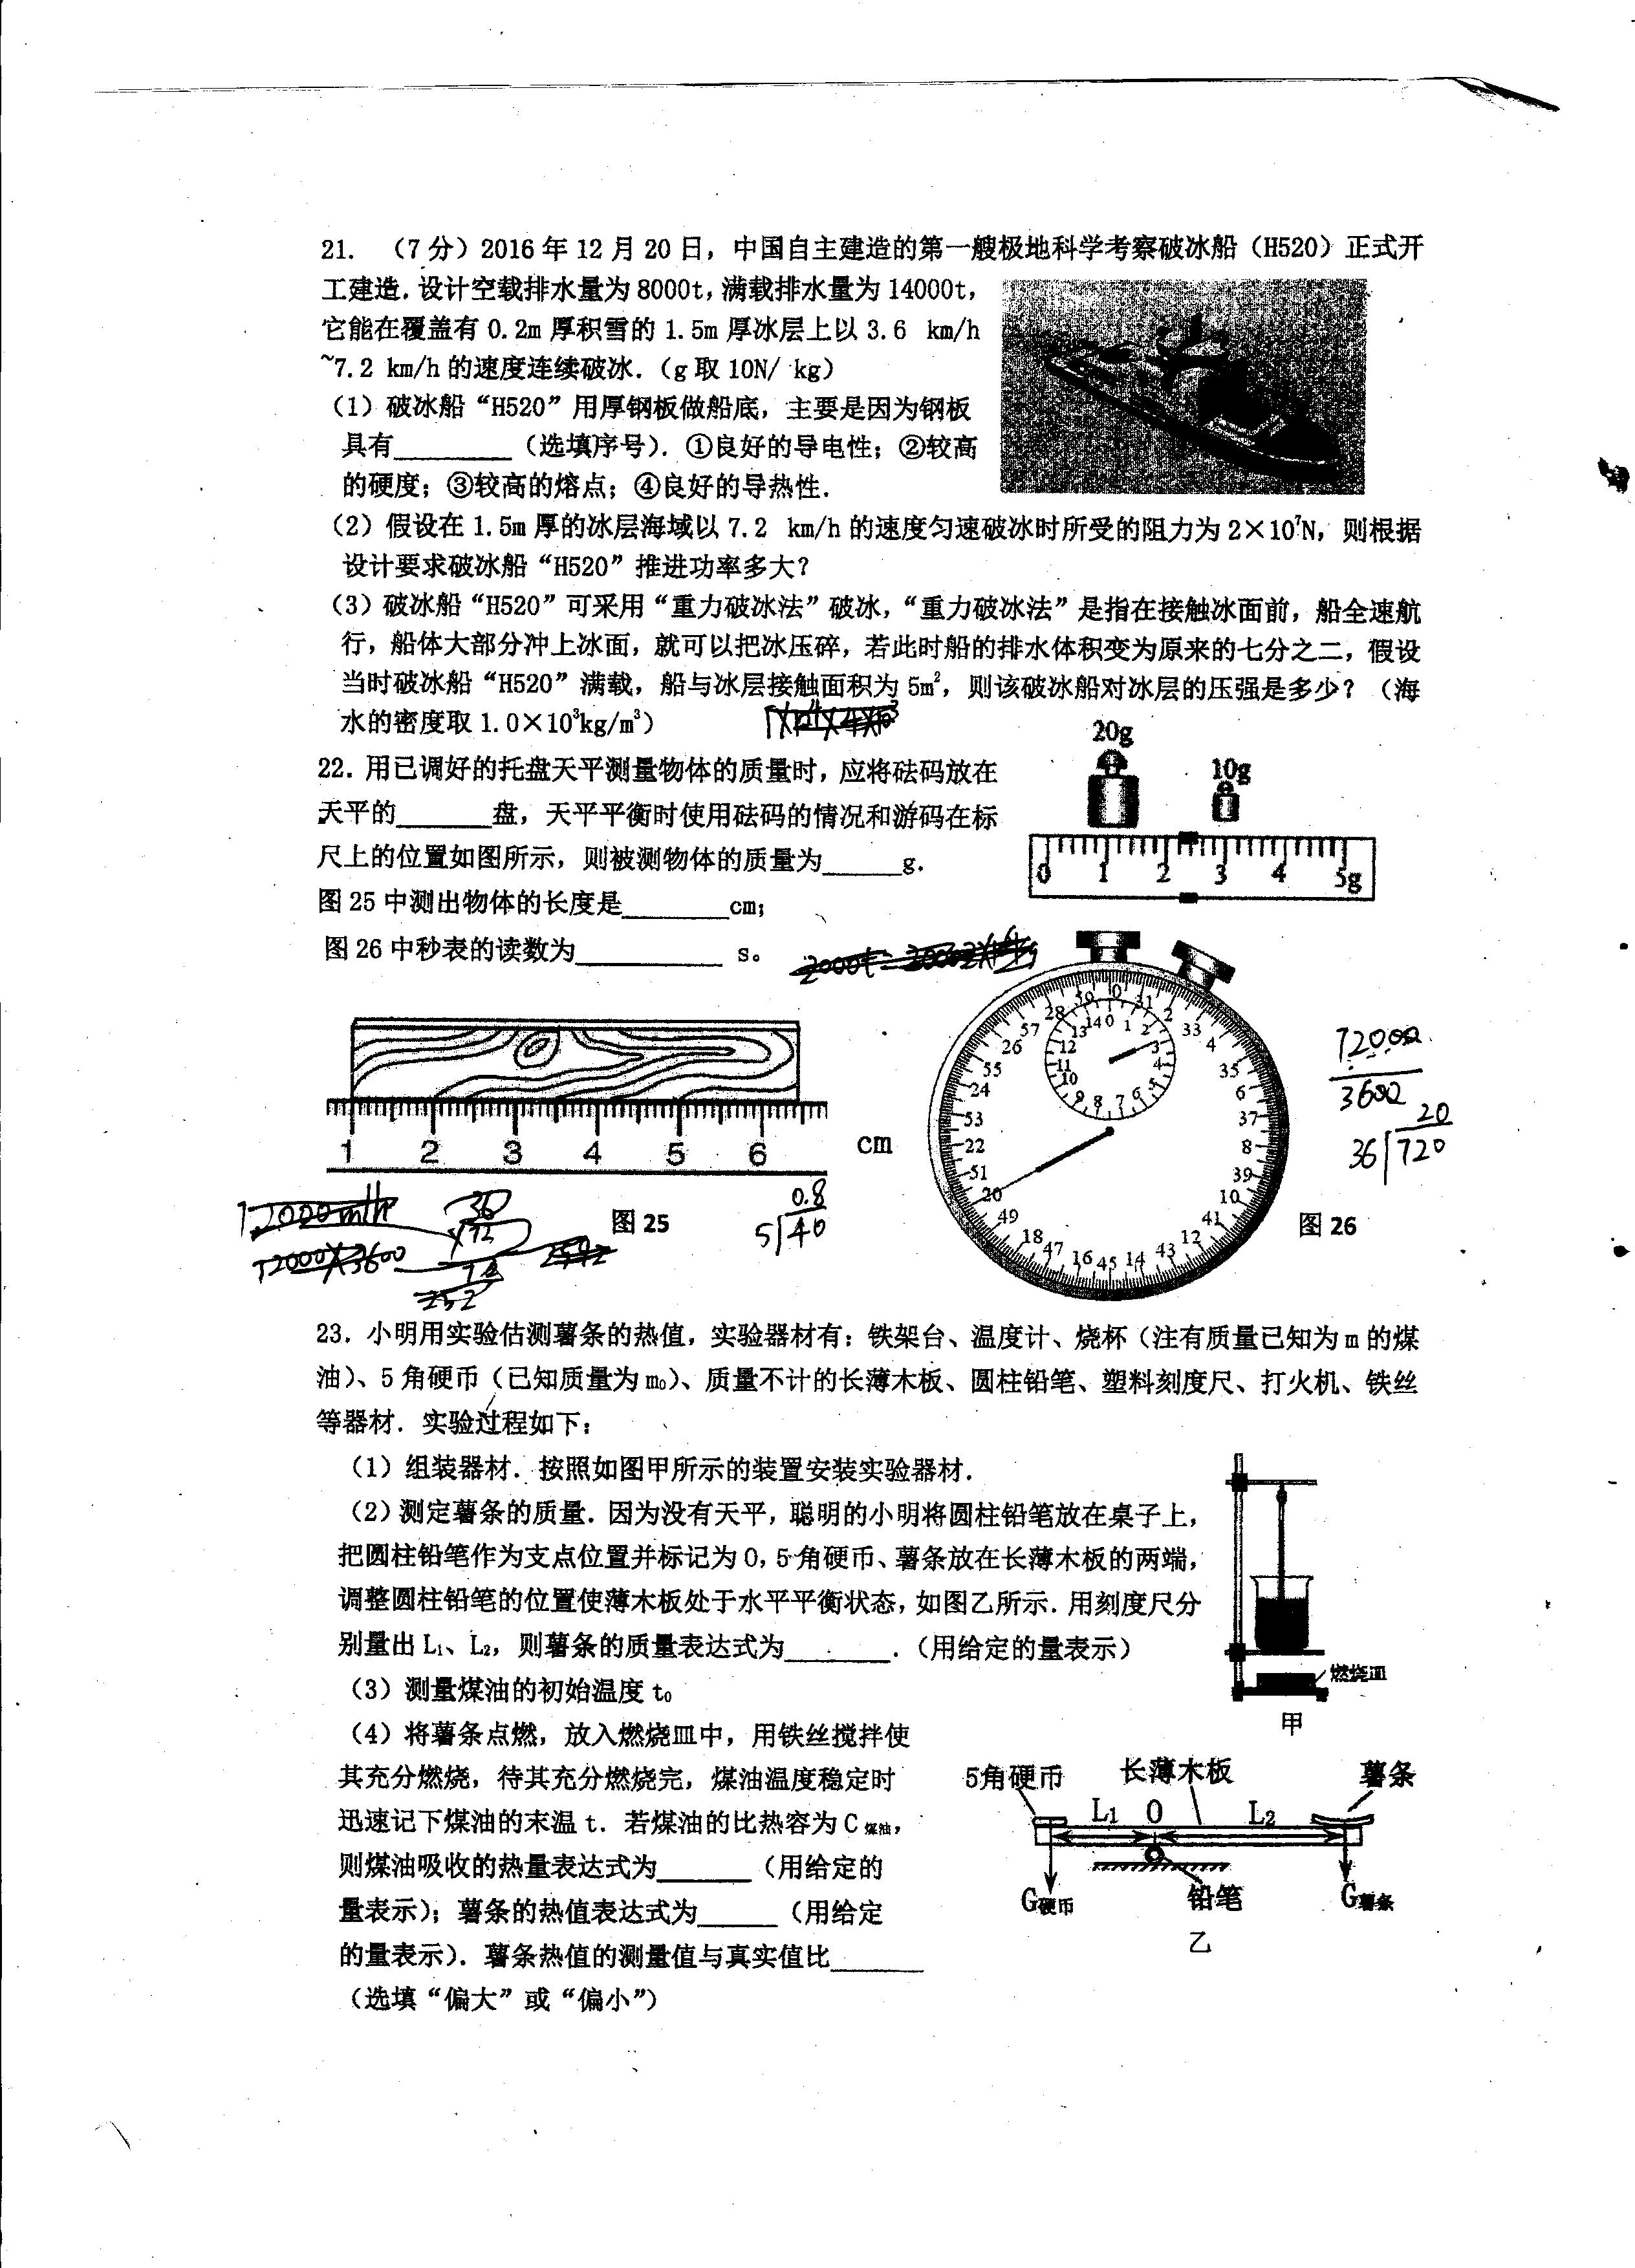 21. （7分）2016年12月20日，中国自主建造的第一艘极地科学考察破冰船（H520）正式开
工建造.设计空载排水量为8000t,满载排水量为14000t,
它能在覆盖有0.2m厚积雪的1.5m厚冰层上以3.6 km/h
~7.2 km/h的速度连续破冰.（g取10N/ kg）
（1）破冰船“H520”用厚钢板做船底，主要是因为钢板
具有________（选填序号）.①良好的导电性；②较高
的硬度；③较高的熔点；④良好的导热性.
（2）假设在1.5m厚的冰层海域以7.2 km/h的速度匀速破冰时所受的阻力为2×10⁷N，则根据
设计要求破冰船“H520”推进功率多大？
（3）破冰船“H520”可采用“重力破冰法”破冰，“重力破冰法”是指在接触冰面前，船全速航
行，船体大部分冲上冰面，就可以把冰压碎，若此时船的排水体积变为原来的七分之二，假设
当时破冰船“H520”满载，船与冰层接触面积为5m²，则该破冰船对冰层的压强是多少？（海
水的密度取1.0×10³kg/m³）
22．用已调好的托盘天平测量物体的质量时，应将砝码放在
天平的______盘，天平平衡时使用砝码的情况和游码在标
尺上的位置如图所示，则被测物体的质量为_____g.
20g
10g
0 1 2 3 4 5g
图25中测出物体的长度是_______cm;
图26中秒表的读数为_________ s。
1 2 3 4 5 6
cm
图25
0 31 2 33 4 35 6 37 8 39 10 41 12 43 14 45 16 47 18 49 20 51 22 53 24 55 26 57 28 59
0 1 2 3 4 5 6 7 8 9 10 11 12 13 14
图26
72000
3600
20
36 720
0.8
5 40
23．小明用实验估测薯条的热值，实验器材有：铁架台、温度计、烧杯（注有质量已知为m的煤
油）、5角硬币（已知质量为m₀）、质量不计的长薄木板、圆柱铅笔、塑料刻度尺、打火机、铁丝
等器材．实验过程如下：
（1）组装器材．按照如图甲所示的装置安装实验器材．
（2）测定薯条的质量．因为没有天平，聪明的小明将圆柱铅笔放在桌子上，
把圆柱铅笔作为支点位置并标记为O，5角硬币、薯条放在长薄木板的两端，
调整圆柱铅笔的位置使薄木板处于水平平衡状态，如图乙所示．用刻度尺分
别量出L₁、L₂，则薯条的质量表达式为_______．（用给定的量表示）
（3）测量煤油的初始温度t₀
（4）将薯条点燃，放入燃烧皿中，用铁丝搅拌使
其充分燃烧，待其充分燃烧完，煤油温度稳定时
迅速记下煤油的末温t．若煤油的比热容为C煤油，
则煤油吸收的热量表达式为______（用给定的
量表示）；薯条的热值表达式为_____（用给定
的量表示）．薯条热值的测量值与真实值比______
（选填“偏大”或“偏小”）
燃烧皿
甲
5角硬币 长薄木板 薯条
L₁ O L₂
G硬币 铅笔 G薯条
乙